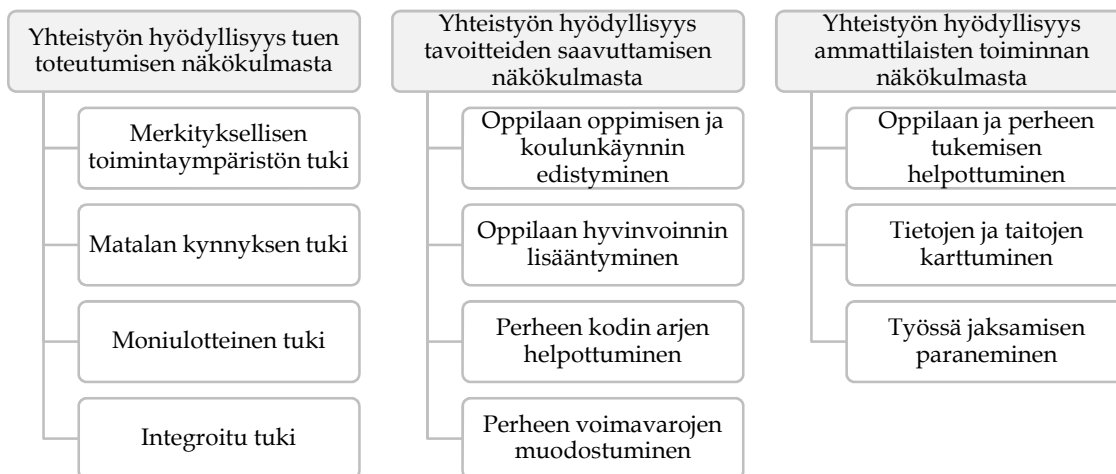 Yhteistyön hyödyllisyys tuen
toteutumisen näkökulmasta
Merkityksellisen
toimintaympäristön tuki
Matalan kynnyksen tuki
Moniulotteinen tuki
Integroitu tuki
Yhteistyön hyödyllisyys
tavoitteiden saavuttamisen
näkökulmasta
Oppilaan oppimisen ja
koulunkäynnin
edistyminen
Oppilaan hyvinvoinnin
lisääntyminen
Perheen kodin arjen
helpottuminen
Perheen voimavarojen
muodostuminen
Yhteistyön hyödyllisyys
ammattilaisten toiminnan
näkökulmasta
Oppilaan ja perheen
tukemisen
helpottuminen
Tietojen ja taitojen
karttuminen
Työssä jaksamisen
paraneminen